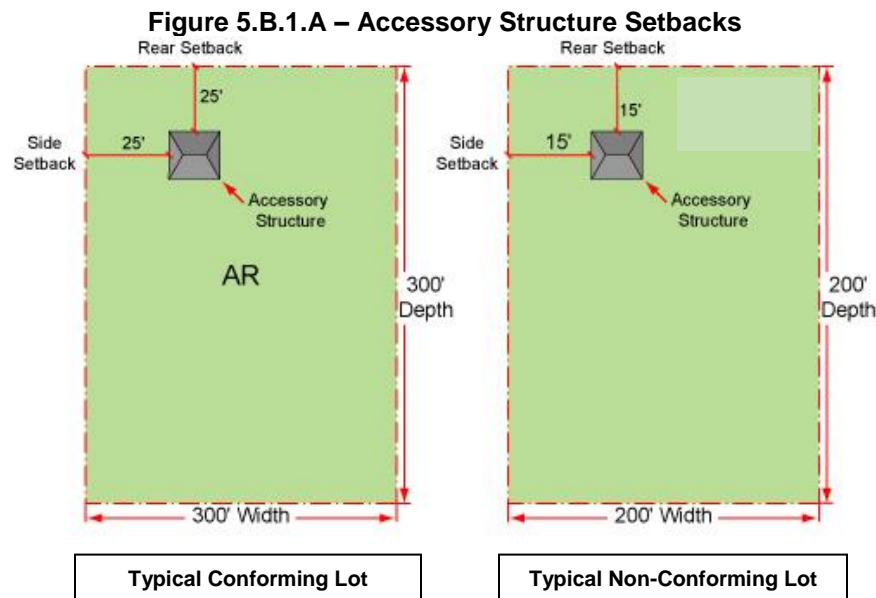 Figure 5.B.1.A – Accessory Structure Setbacks
Rear Setback
25'
Side
Setback
25'
Accessory
Structure
AR
300'
Depth
300' Width
Typical Conforming Lot
Rear Setback
15'
Side
Setback
15'
Accessory
Structure
200'
Depth
200' Width
Typical Non-Conforming Lot